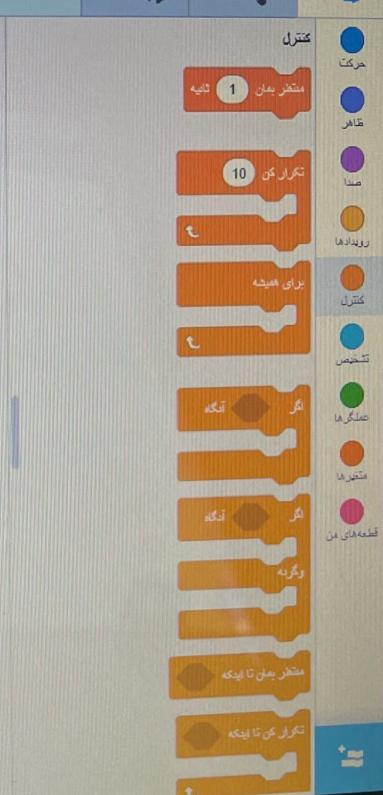 حرکت
ظاهر
صدا
رویدادها
کنترل
تشخیص
عملگرها
متغیرها
قطعه‌های من
کنترل
منتظر بمان 1 ثانیه
تکرار کن 10
برای همیشه
اگر آنگاه
اگر آنگاه
وگرنه
منتظر بمان تا اینکه
تکرار کن تا اینکه